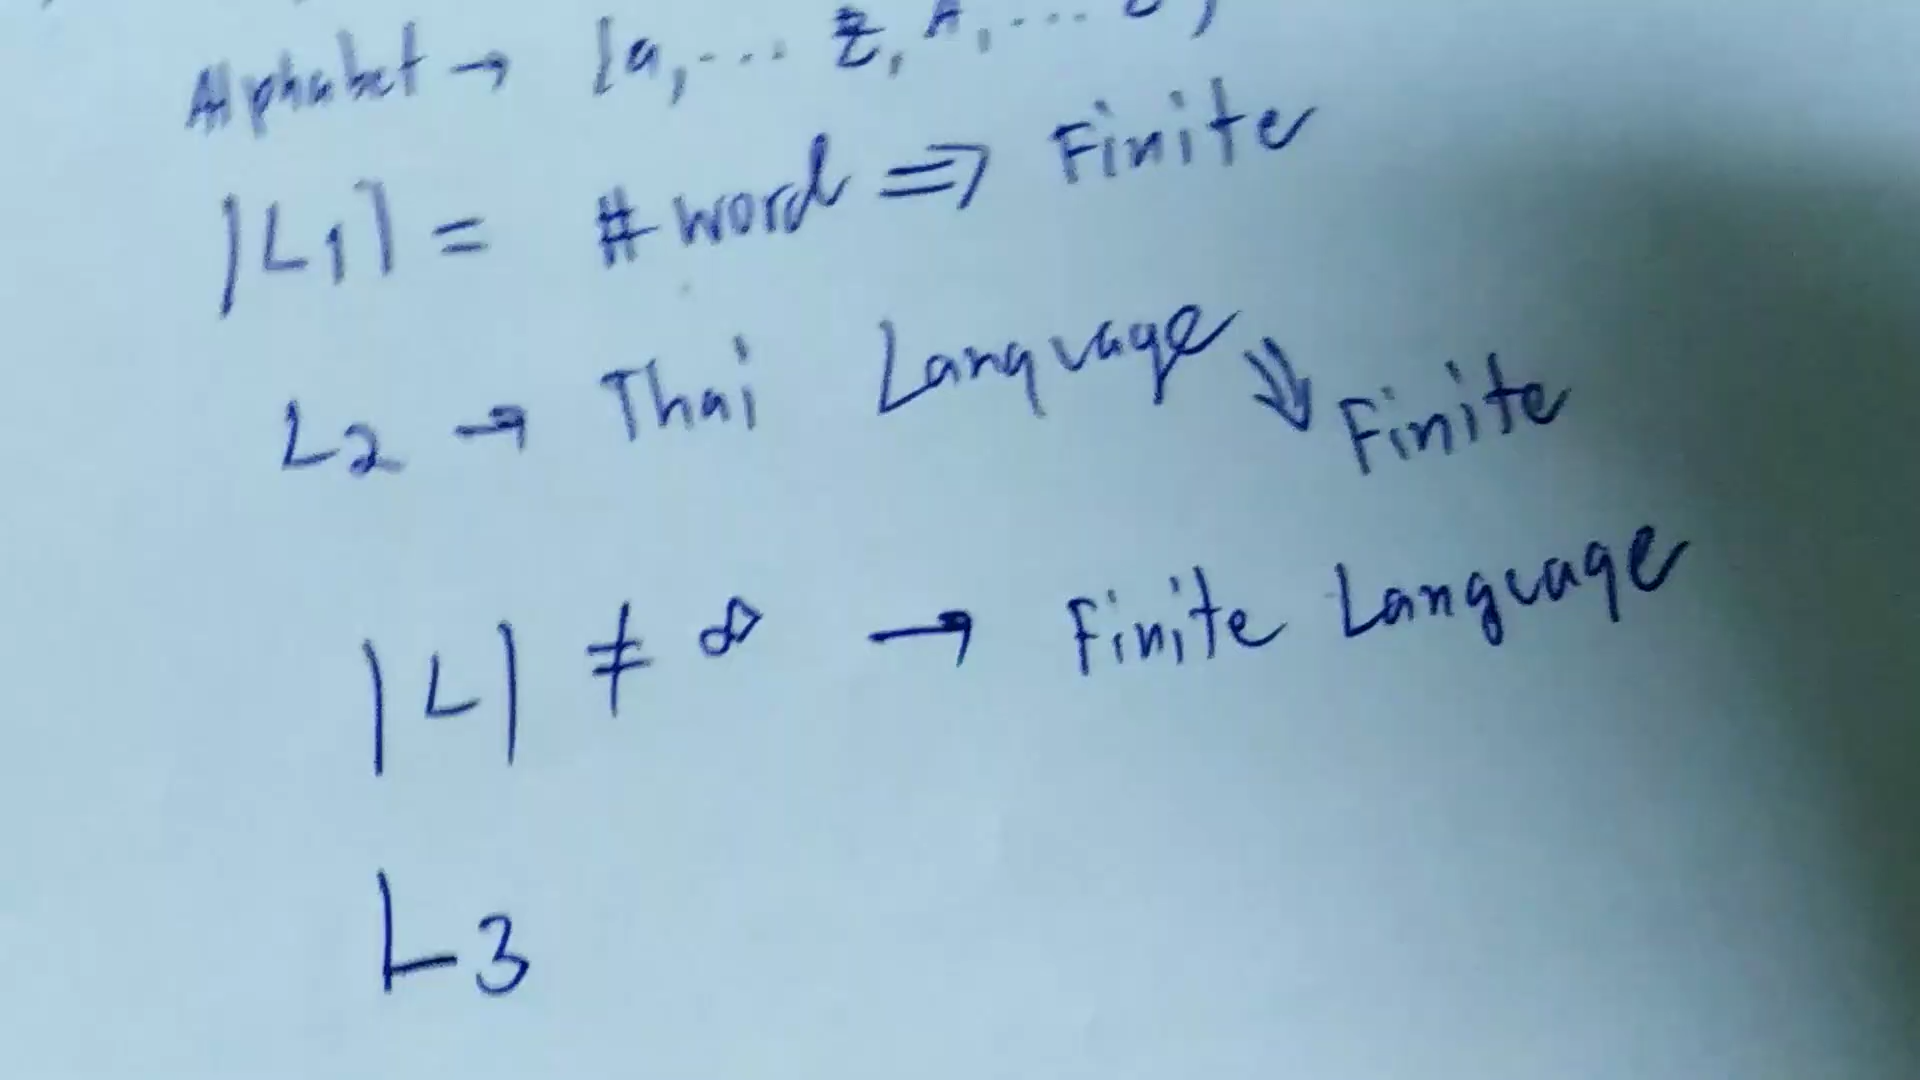 Alphabet → {a, ... z, A, ...
|L1| = # word ⇒ Finite
L2 → Thai Language ⇒ Finite
|L| ≠ ∞ → Finite Language
L3